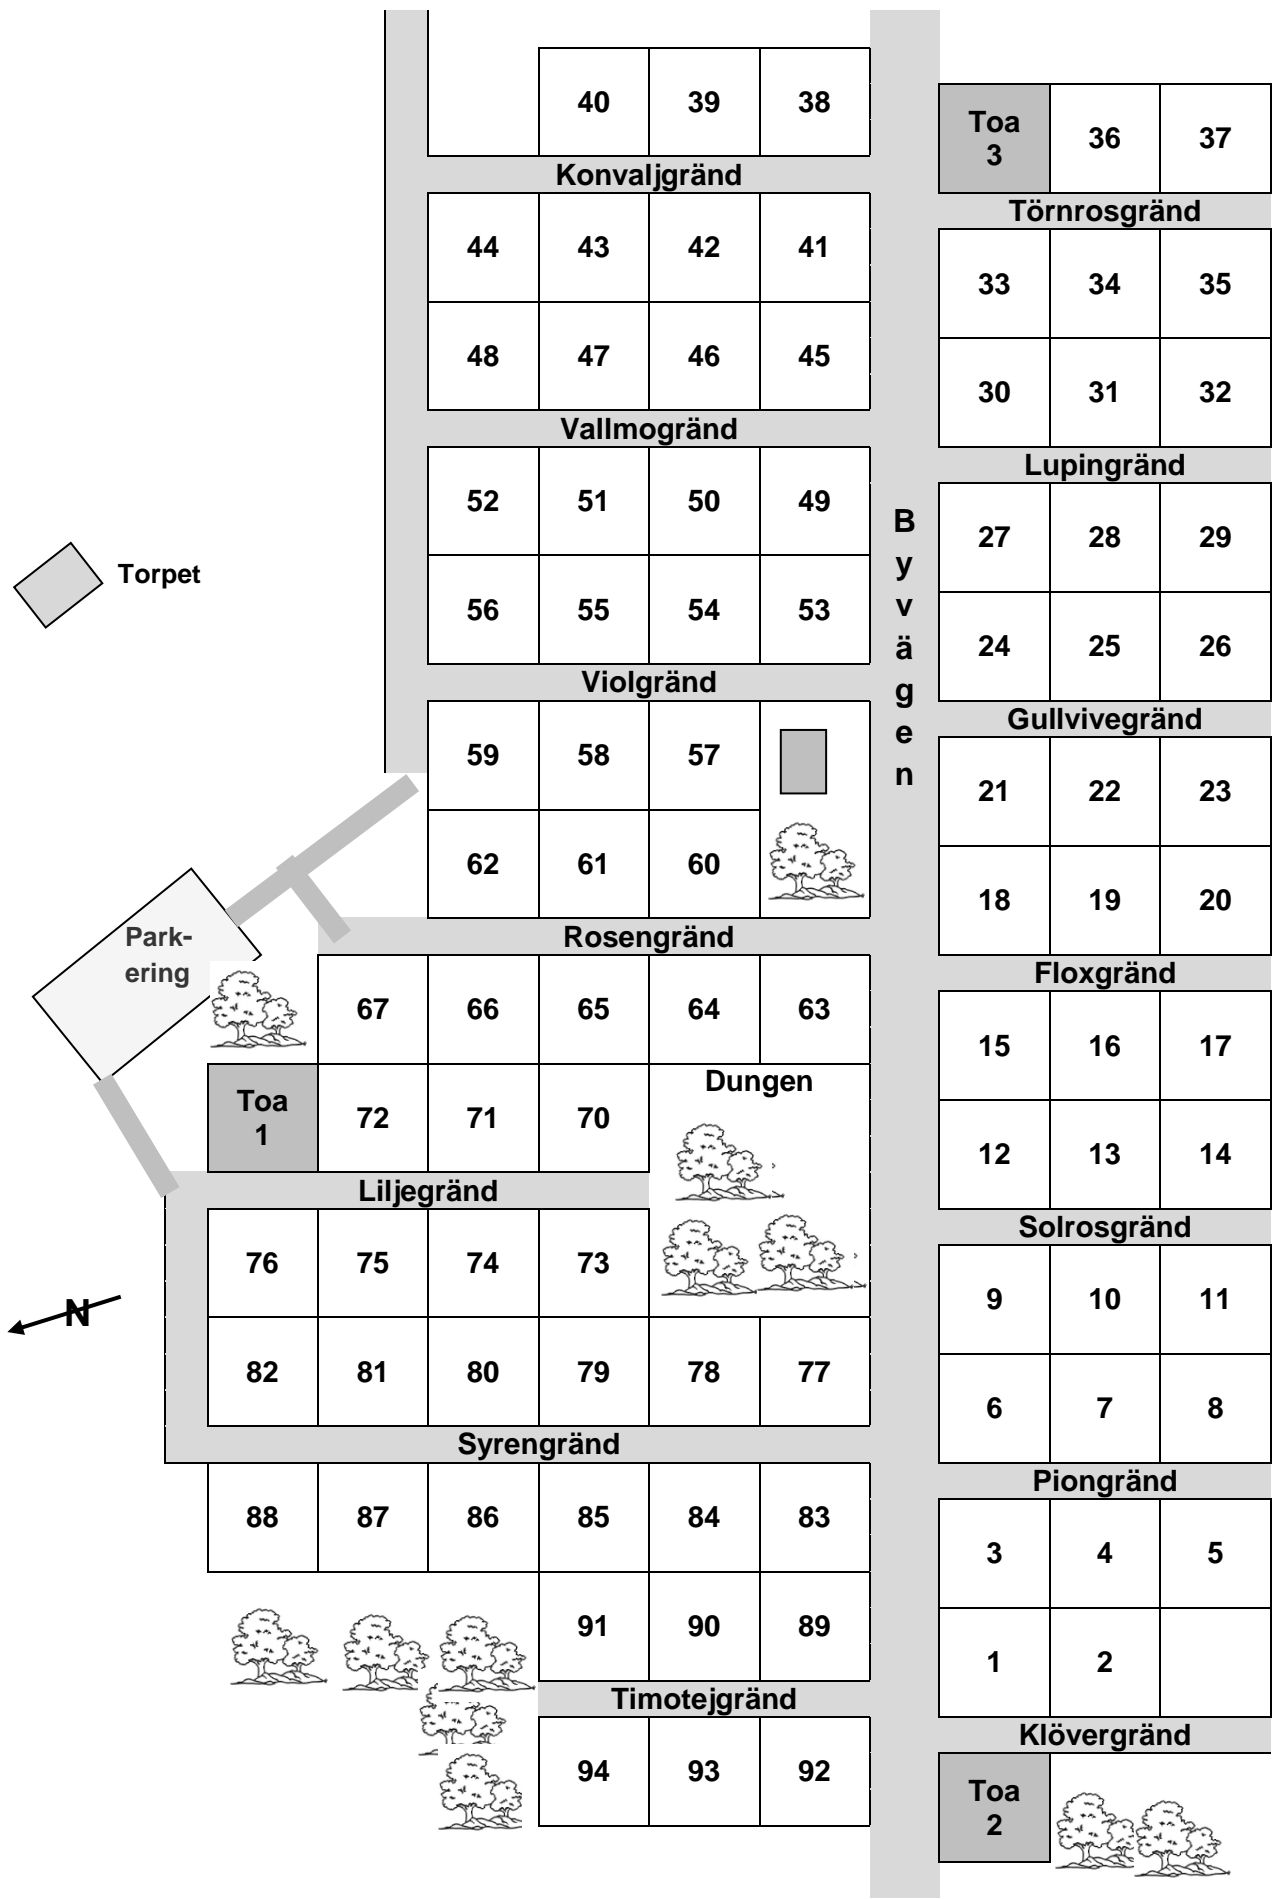 40 39 38
Toa
3
36 37
Konvaljgränd
Törnrosgränd
44 43 42 41
33 34 35
48 47 46 45
30 31 32
Vallmogränd
Lupingränd
52 51 50 49
27 28 29
Byvägen
Torpet
56 55 54 53
24 25 26
Violgränd
Gullvivegränd
59 58 57
21 22 23
62 61 60
18 19 20
Park-
ering
Rosengränd
Floxgränd
67 66 65 64 63
15 16 17
Dungen
Toa
1
72 71 70
12 13 14
Liljegränd
Solrosgränd
76 75 74 73
9 10 11
N
82 81 80 79 78 77
6 7 8
Syrengränd
Piongränd
88 87 86 85 84 83
3 4 5
91 90 89
1 2
Timotejgränd
Klövergränd
94 93 92
Toa
2